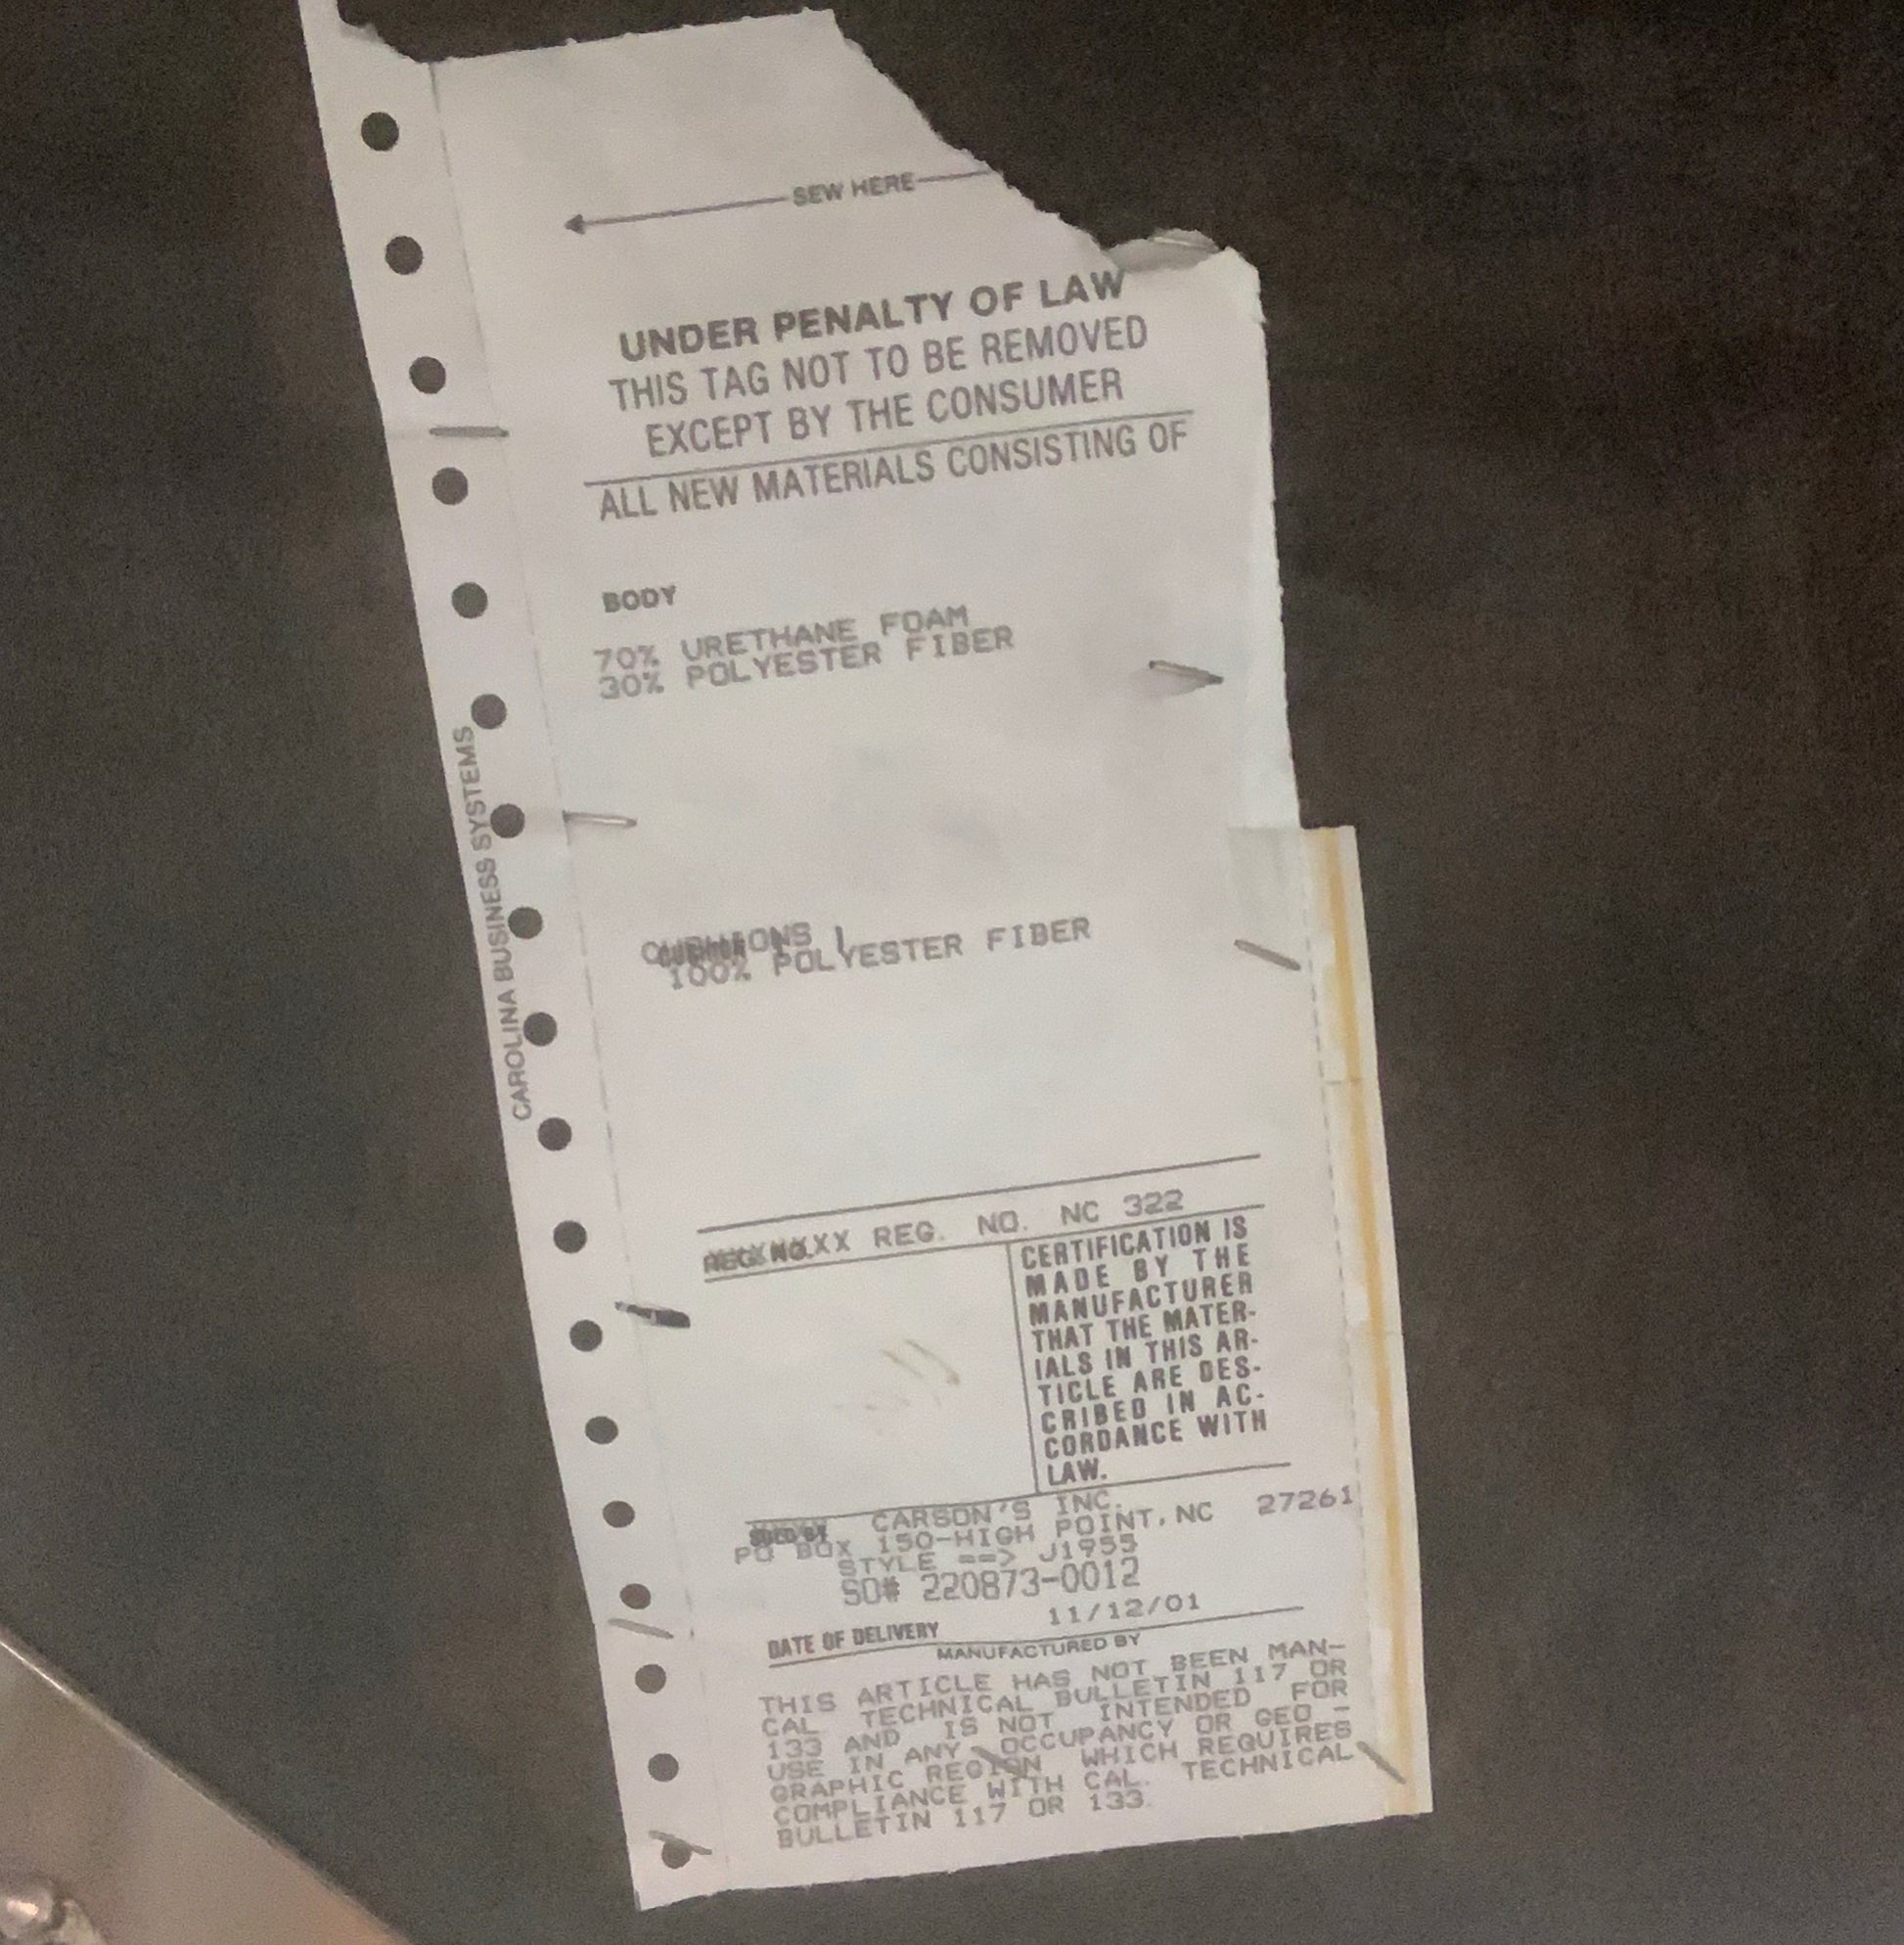 SEW HERE
UNDER PENALTY OF LAW
THIS TAG NOT TO BE REMOVED
EXCEPT BY THE CONSUMER
ALL NEW MATERIALS CONSISTING OF
BODY
70% URETHANE FOAM
30% POLYESTER FIBER
CUSHIONS
100% POLYESTER FIBER
CAROLINA BUSINESS SYSTEMS
REG. NO. NC 322
CERTIFICATION IS
MADE BY THE
MANUFACTURER
THAT THE MATER-
IALS IN THIS AR-
TICLE ARE DES-
CRIBED IN AC-
CORDANCE WITH
LAW.
CARSON'S INC.
PO BOX 150-HIGH POINT, NC 27261
STYLE ==> J1955
SO# 220873-0012
DATE OF DELIVERY 11/12/01
MANUFACTURED BY
THIS ARTICLE HAS NOT BEEN MAN-
CAL TECHNICAL BULLETIN 117 OR
133 AND IS NOT INTENDED FOR
USE IN ANY OCCUPANCY OR GEO -
GRAPHIC REGION WHICH REQUIRES
COMPLIANCE WITH CAL. TECHNICAL
BULLETIN 117 OR 133.